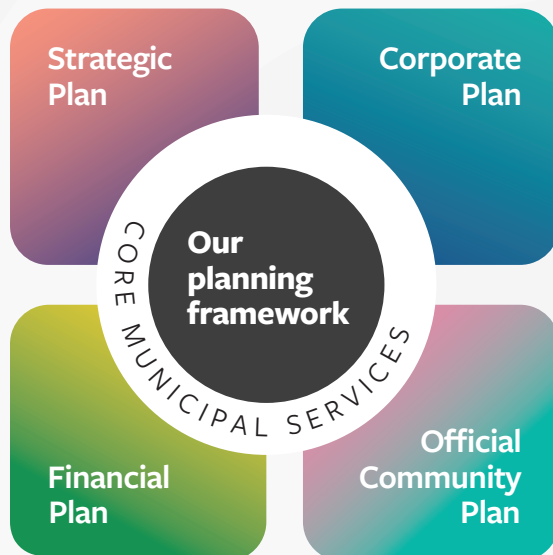 Strategic
Plan
Corporate
Plan
Our
planning
framework
CORE MUNICIPAL SERVICES
Financial
Plan
Official
Community
Plan